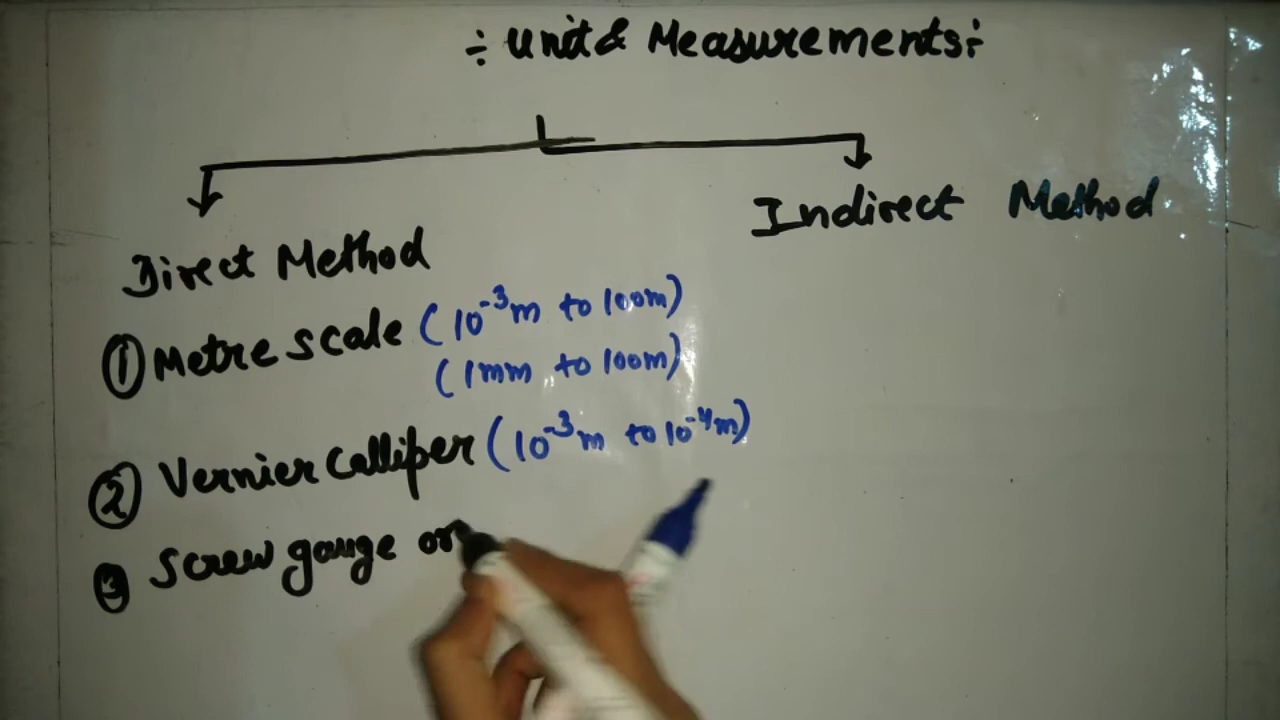 ÷ Unit & Measurements ÷
Direct Method
Indirect Method
① Metre scale (10⁻³m to 100m)
(1mm to 100m)
② Vernier Calliper (10⁻³m to 10⁻⁴m)
③ Screw gauge or